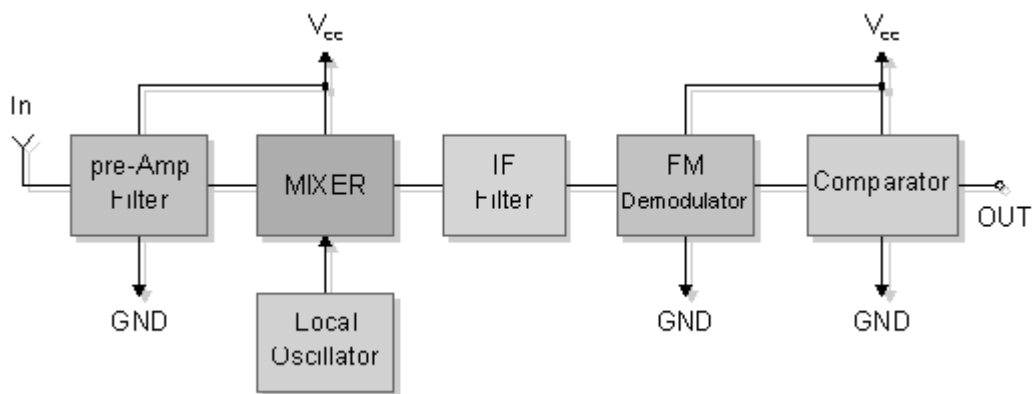 Vcc
Vcc
In
pre-Amp
Filter
MIXER
IF
Filter
FM
Demodulator
Comparator
OUT
GND
Local
Oscillator
GND
GND